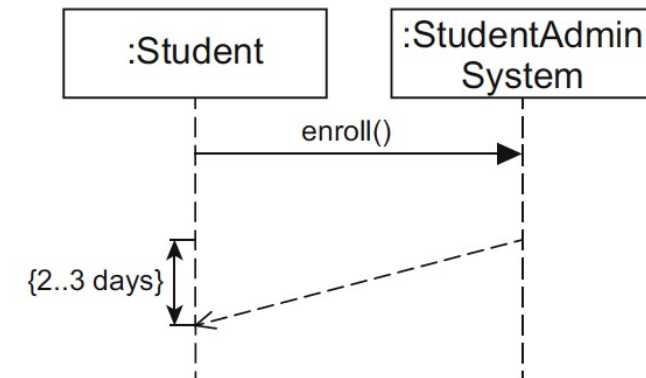 :Student
:StudentAdmin
System
enroll()
{2..3 days}